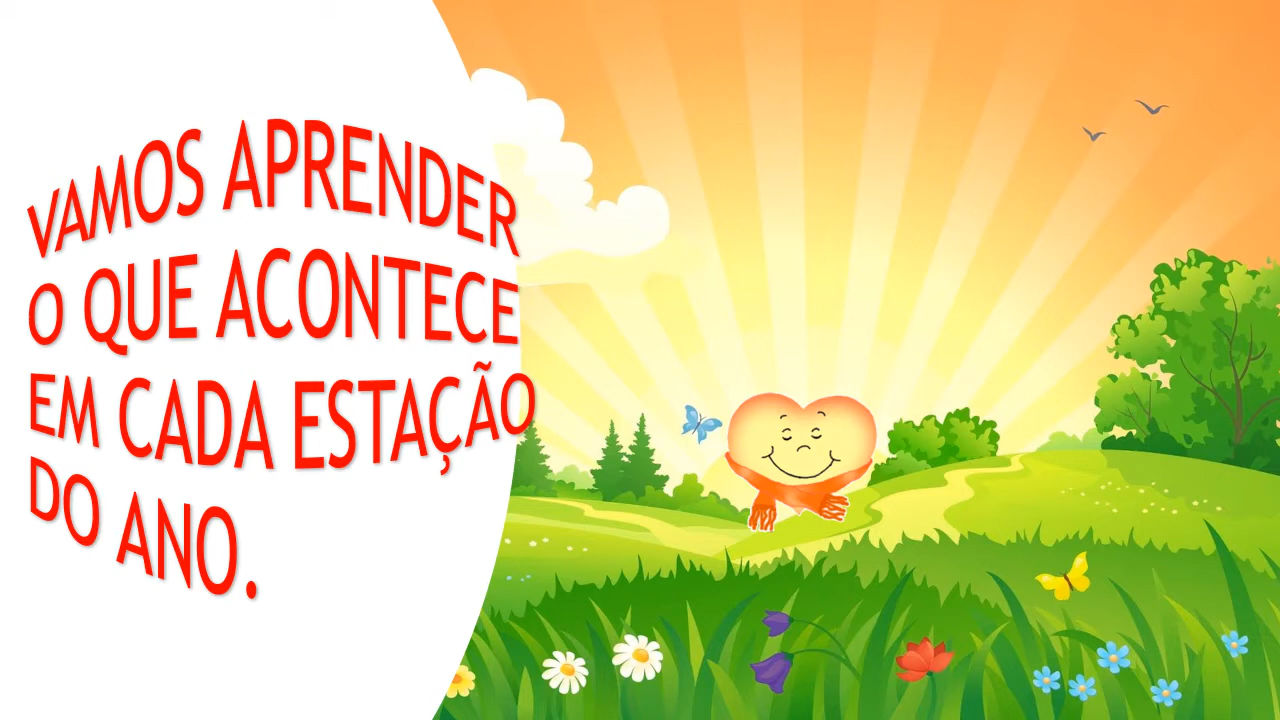 VAMOS APRENDER
O QUE ACONTECE
EM CADA ESTAÇÃO
DO ANO.